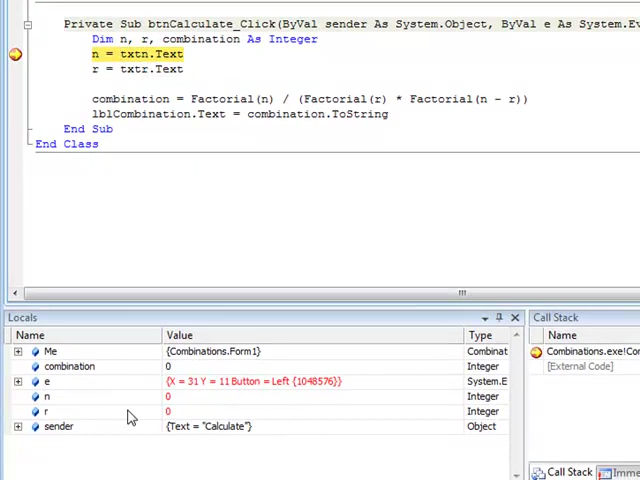 Private Sub btnCalculate_Click(ByVal sender As System.Object, ByVal e As System.Ev
Dim n, r, combination As Integer
n = txtn.Text
r = txtr.Text
combination = Factorial(n) / (Factorial(r) * Factorial(n - r))
lblCombination.Text = combination.ToString
End Sub
End Class
Locals
Name Value Type
Me {Combinations.Form1} Combinat
combination 0 Integer
e {X = 31 Y = 11 Button = Left {1048576}} System.E
n 0 Integer
r 0 Integer
sender {Text = "Calculate"} Object
Call Stack
Name
Combinations.exe!Cor
[External Code]
Call Stack Imme